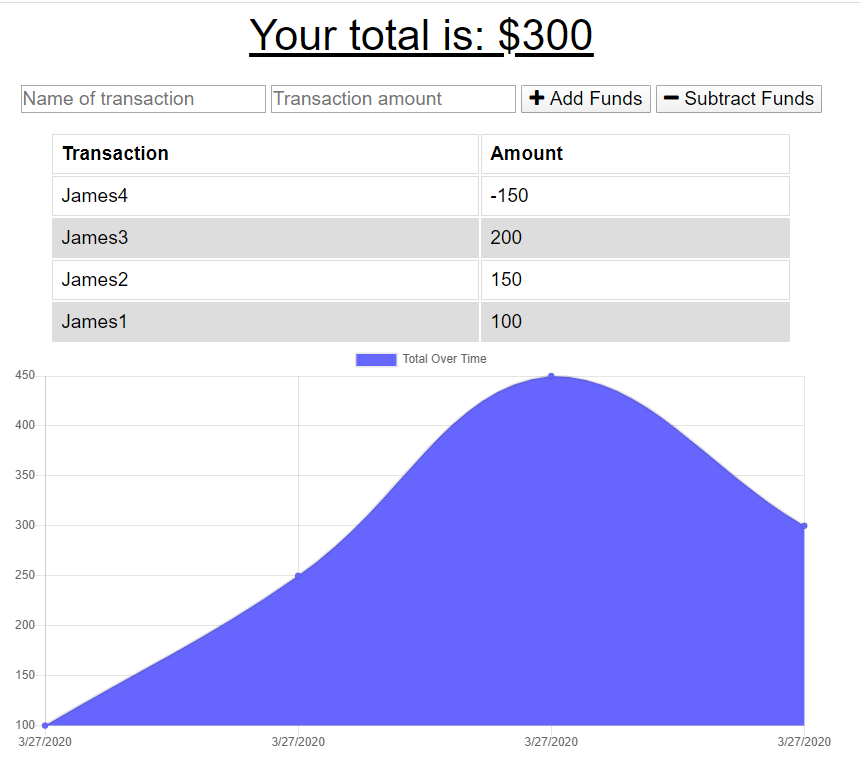 Your total is: $300
Name of transaction Transaction amount Add Funds Subtract Funds
Transaction Amount
James4 -150
James3 200
James2 150
James1 100
Total Over Time
450
400
350
300
250
200
150
100
3/27/2020 3/27/2020 3/27/2020 3/27/2020